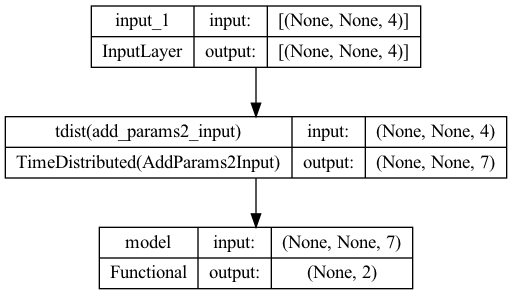 input_1 input: [(None, None, 4)]
InputLayer output: [(None, None, 4)]
tdist(add_params2_input) input: (None, None, 4)
TimeDistributed(AddParams2Input) output: (None, None, 7)
model input: (None, None, 7)
Functional output: (None, 2)